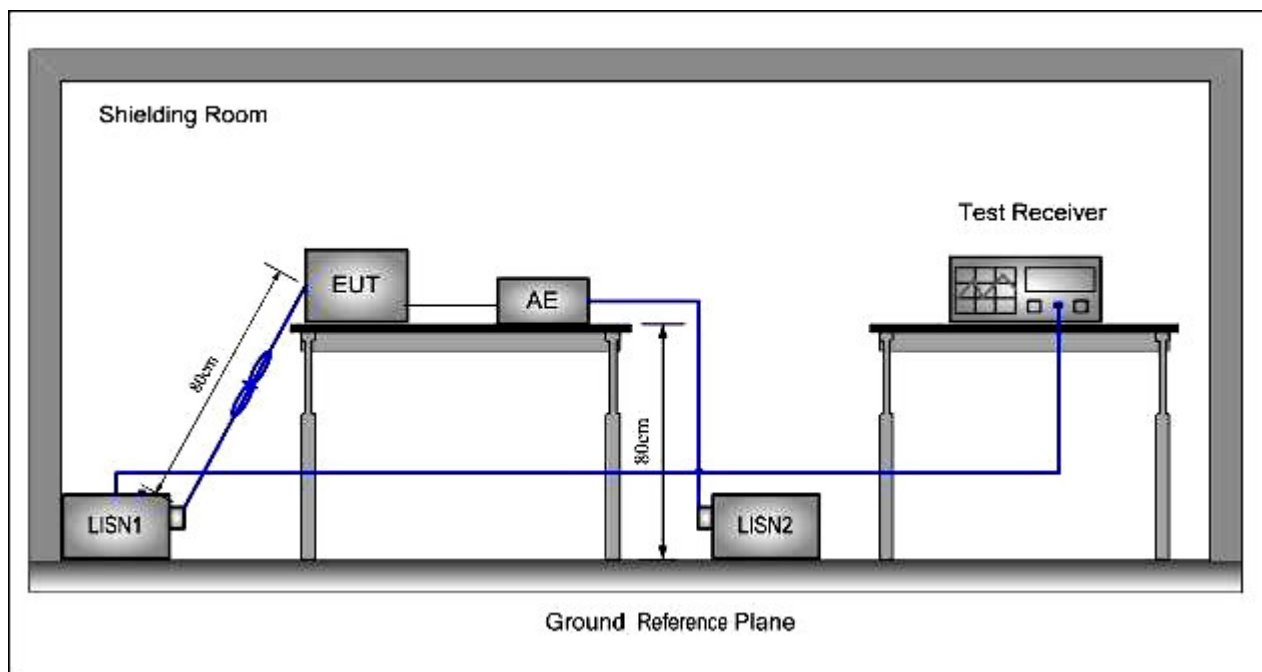 Shielding Room
Test Receiver
EUT
AE
80cm
80cm
LISN1
LISN2
Ground Reference Plane